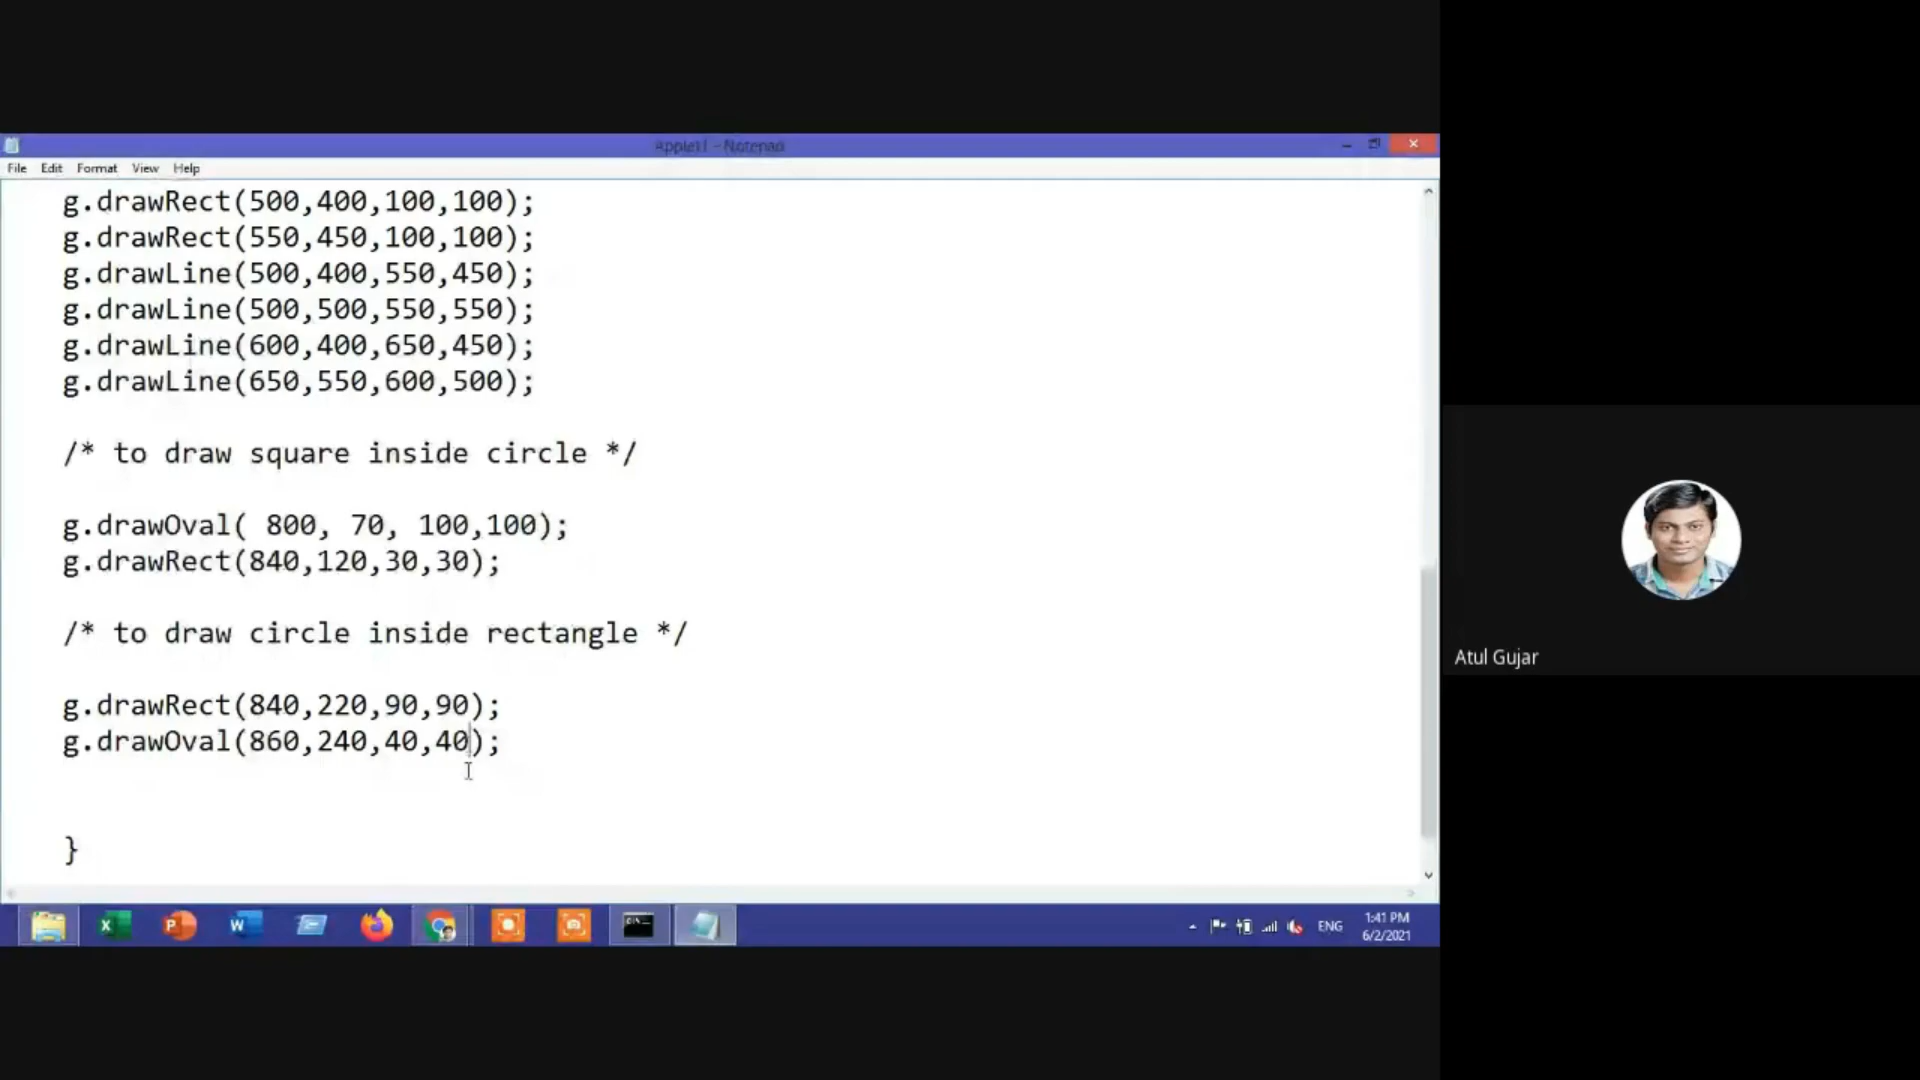 Apple11 - Notepad
File Edit Format View Help
g.drawRect(500,400,100,100);
g.drawRect(550,450,100,100);
g.drawLine(500,400,550,450);
g.drawLine(500,500,550,550);
g.drawLine(600,400,650,450);
g.drawLine(650,550,600,500);
/* to draw square inside circle */
g.drawOval( 800, 70, 100,100);
g.drawRect(840,120,30,30);
/* to draw circle inside rectangle */
g.drawRect(840,220,90,90);
g.drawOval(860,240,40,40);
}
Atul Gujar
ENG
1:41 PM
6/2/2021